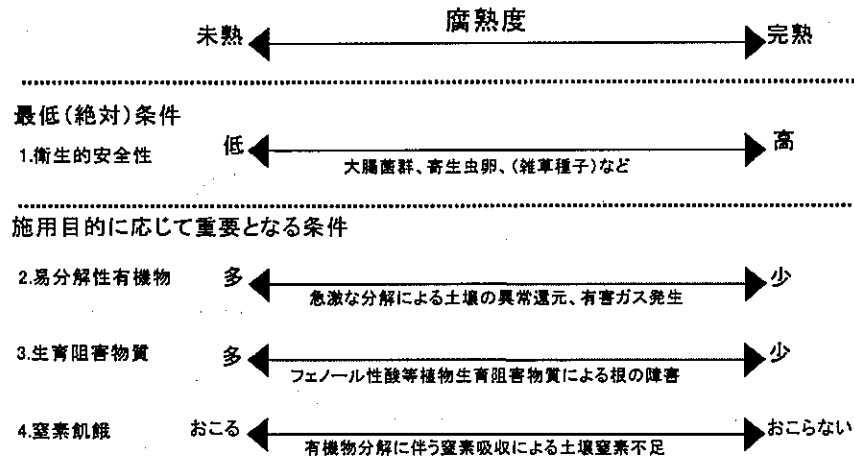 腐熟度
未熟 完熟
最低(絶対)条件
1.衛生的安全性 低 高
大腸菌群、寄生虫卵、(雑草種子)など
施用目的に応じて重要となる条件
2.易分解性有機物 多 少
急激な分解による土壌の異常還元、有害ガス発生
3.生育阻害物質 多 少
フェノール性酸等植物生育阻害物質による根の障害
4.窒素飢餓 おこる おこらない
有機物分解に伴う窒素吸収による土壌窒素不足